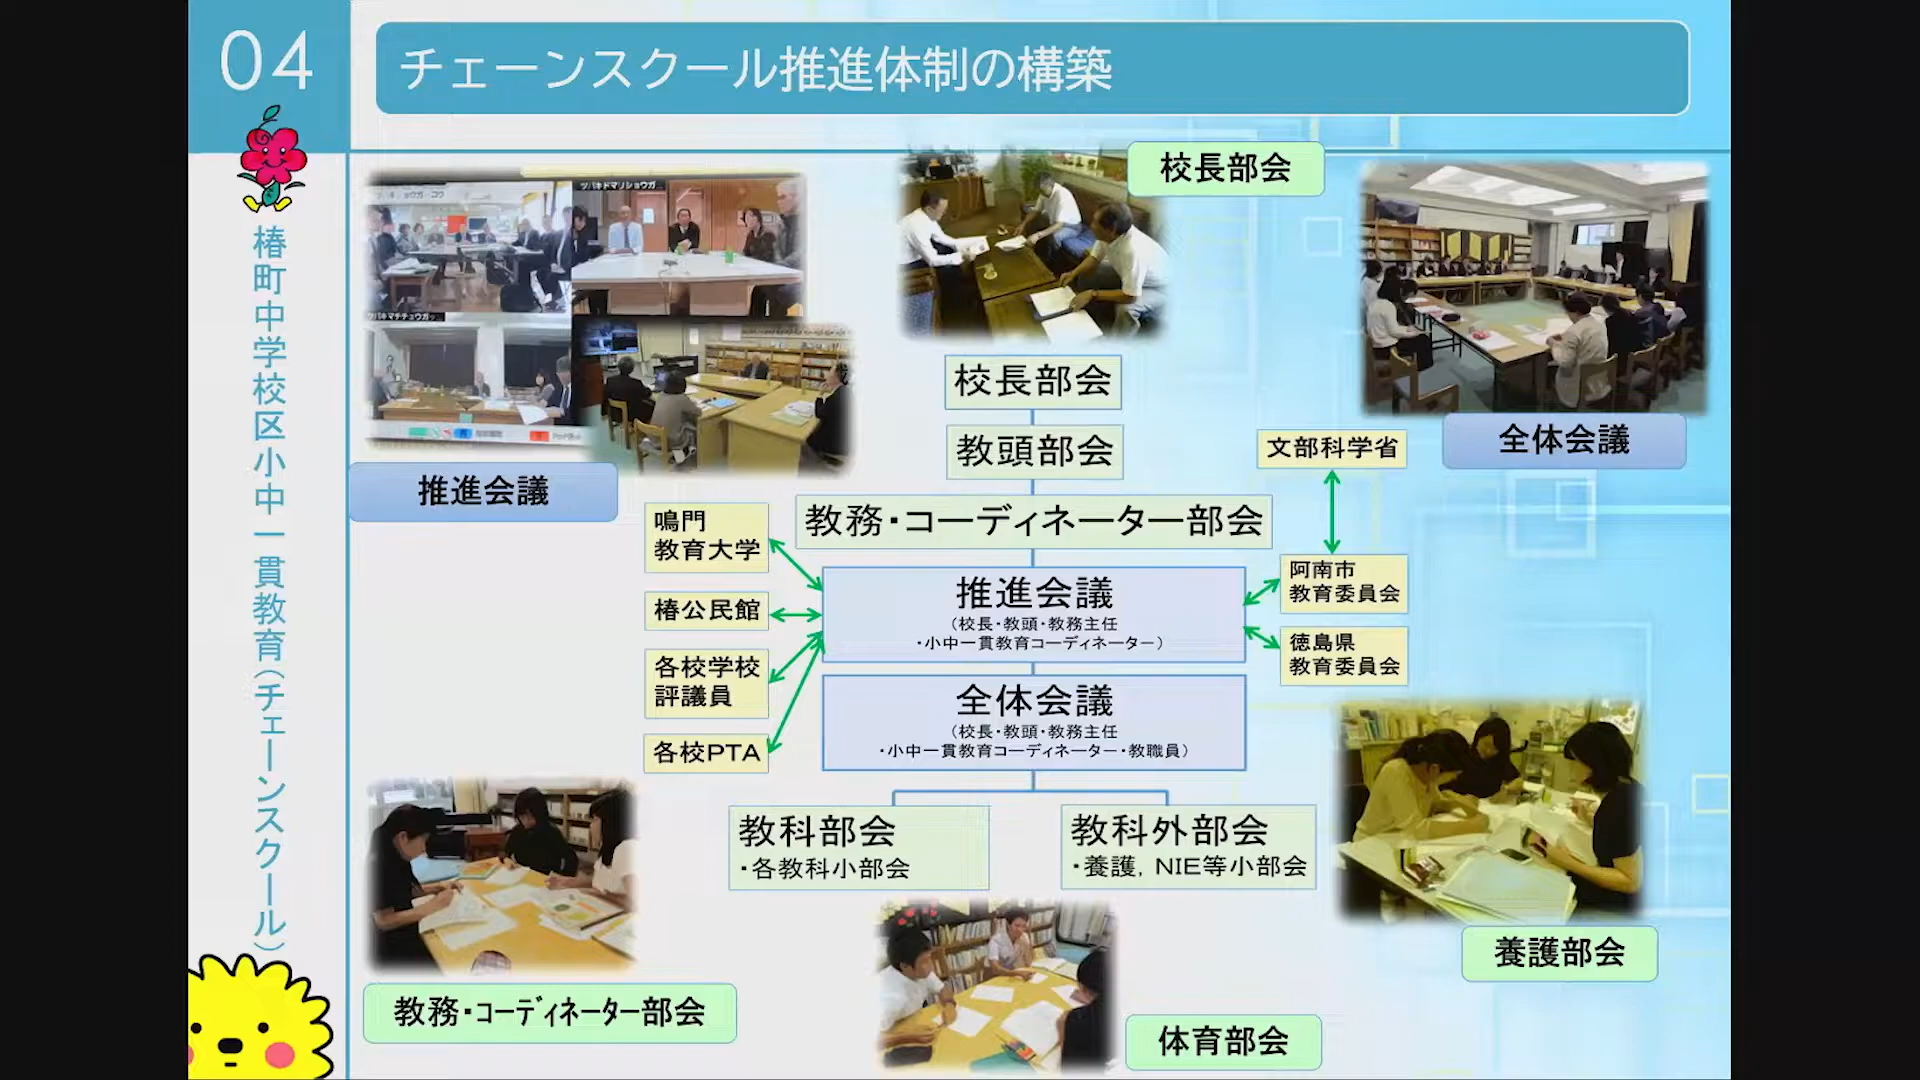 04
チェーンスクール推進体制の構築
椿町中学校区小中一貫教育（チェーンスクール）
ツバキドマリショウガ
校長部会
全体会議
推進会議
校長部会
教頭部会
教務・コーディネーター部会
文部科学省
鳴門
教育大学
椿公民館
各校学校
評議員
各校PTA
推進会議
（校長・教頭・教務主任
・小中一貫教育コーディネーター）
阿南市
教育委員会
徳島県
教育委員会
全体会議
（校長・教頭・教務主任
・小中一貫教育コーディネーター・教職員）
教科部会
・各教科小部会
教科外部会
・養護，NIE等小部会
養護部会
教務・ｺｰﾃﾞｨﾈｰﾀｰ部会
体育部会